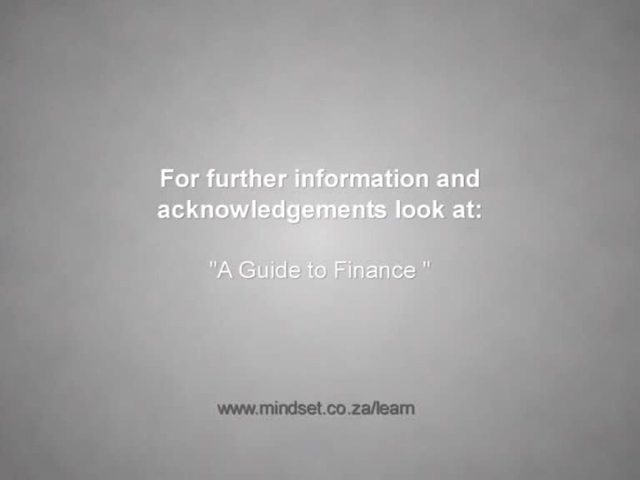 For further information and
acknowledgements look at:
"A Guide to Finance "
www.mindset.co.za/learn